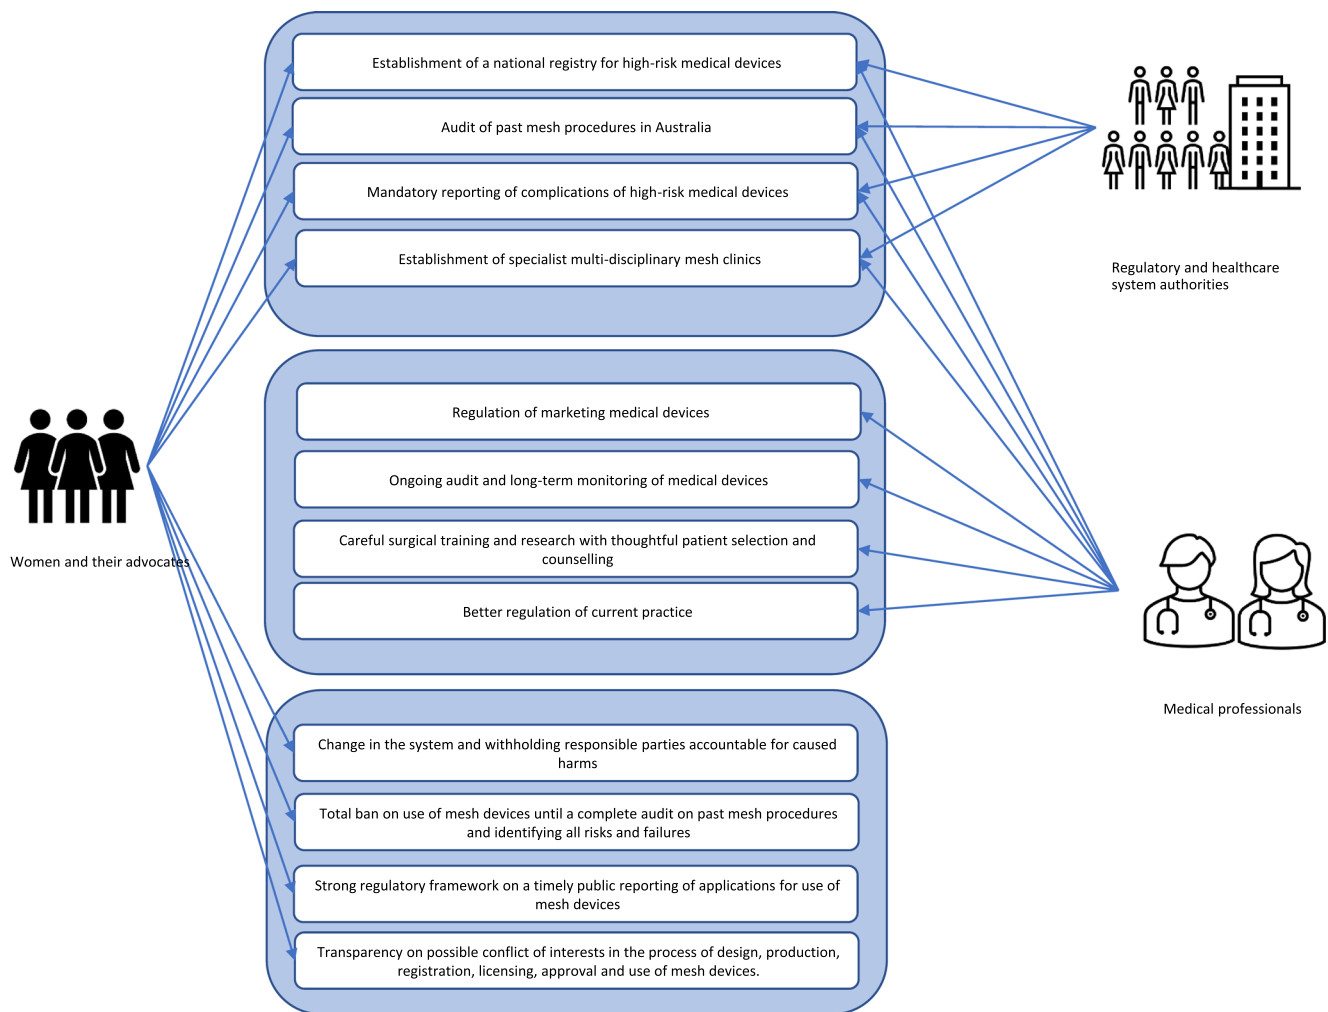 Establishment of a national registry for high-risk medical devices
Audit of past mesh procedures in Australia
Mandatory reporting of complications of high-risk medical devices
Establishment of specialist multi-disciplinary mesh clinics
Regulatory and healthcare
system authorities
Regulation of marketing medical devices
Ongoing audit and long-term monitoring of medical devices
Careful surgical training and research with thoughtful patient selection and
counselling
Better regulation of current practice
Women and their advocates
Medical professionals
Change in the system and withholding responsible parties accountable for caused
harms
Total ban on use of mesh devices until a complete audit on past mesh procedures
and identifying all risks and failures
Strong regulatory framework on a timely public reporting of applications for use of
mesh devices
Transparency on possible conflict of interests in the process of design, production,
registration, licensing, approval and use of mesh devices.